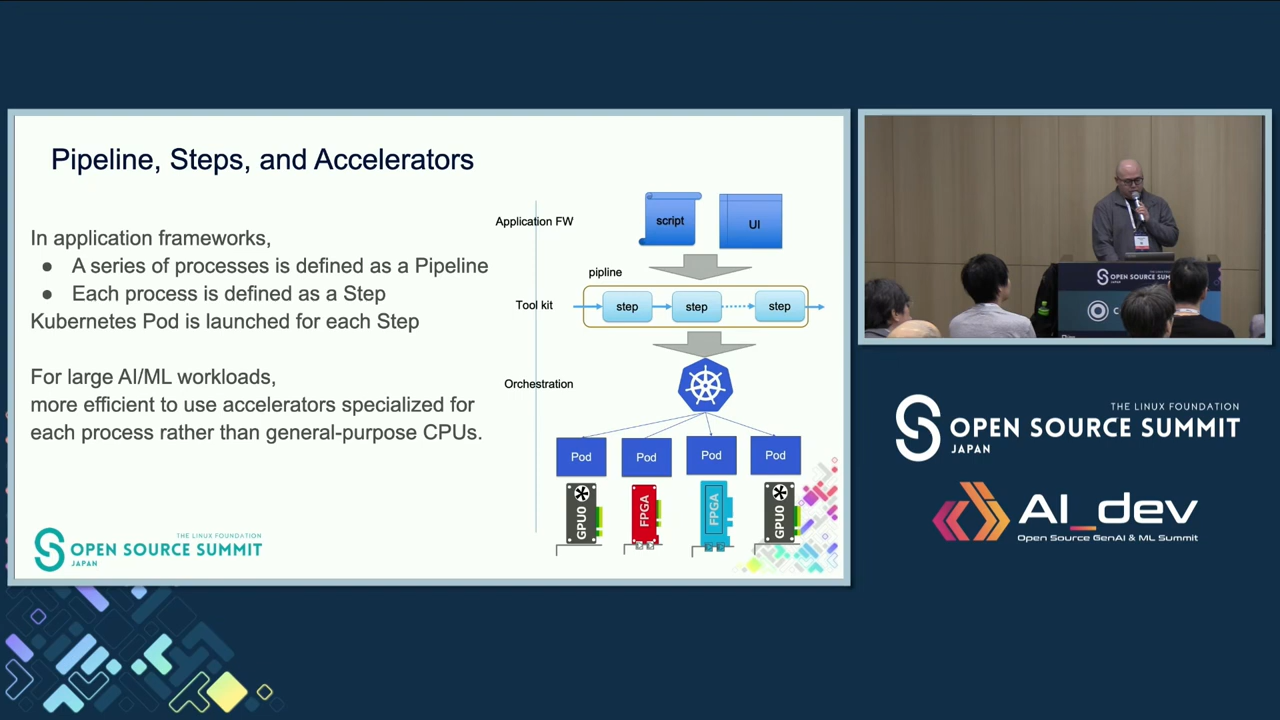 Pipeline, Steps, and Accelerators
In application frameworks,
● A series of processes is defined as a Pipeline
● Each process is defined as a Step
Kubernetes Pod is launched for each Step
For large AI/ML workloads,
more efficient to use accelerators specialized for
each process rather than general-purpose CPUs.
Application FW
script
UI
pipline
Tool kit
step
step
step
Orchestration
Pod
Pod
Pod
Pod
GPU0
FPGA
FPGA
GPU0
THE LINUX FOUNDATION
OPEN SOURCE SUMMIT
JAPAN
OPEN SOURCE SUMM
JAPAN
THE LINUX FOUNDATION
OPEN SOURCE SUMMIT
JAPAN
AI_dev
Open Source GenAI & ML Summit